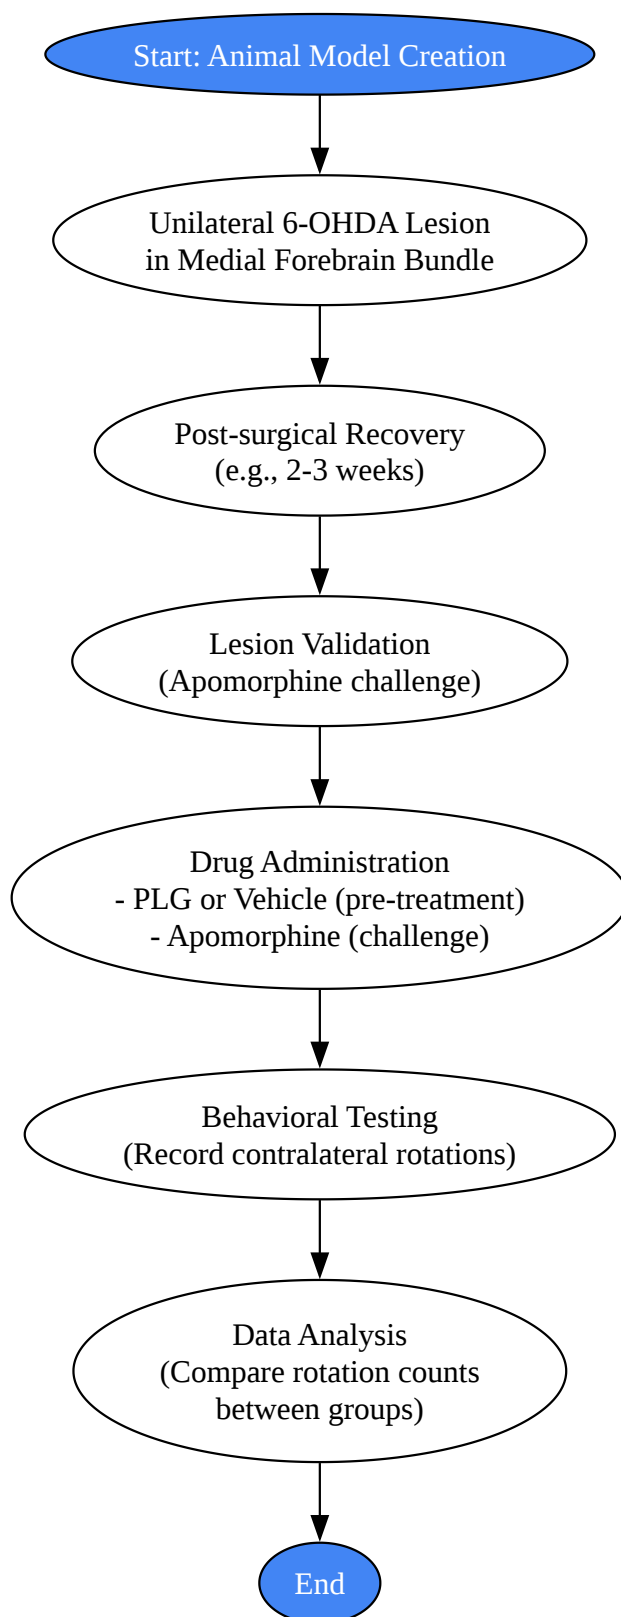 Start: Animal Model Creation
Unilateral 6-OHDA Lesion
in Medial Forebrain Bundle
Post-surgical Recovery
(e.g., 2-3 weeks)
Lesion Validation
(Apomorphine challenge)
Drug Administration
- PLG or Vehicle (pre-treatment)
- Apomorphine (challenge)
Behavioral Testing
(Record contralateral rotations)
Data Analysis
(Compare rotation counts
between groups)
End